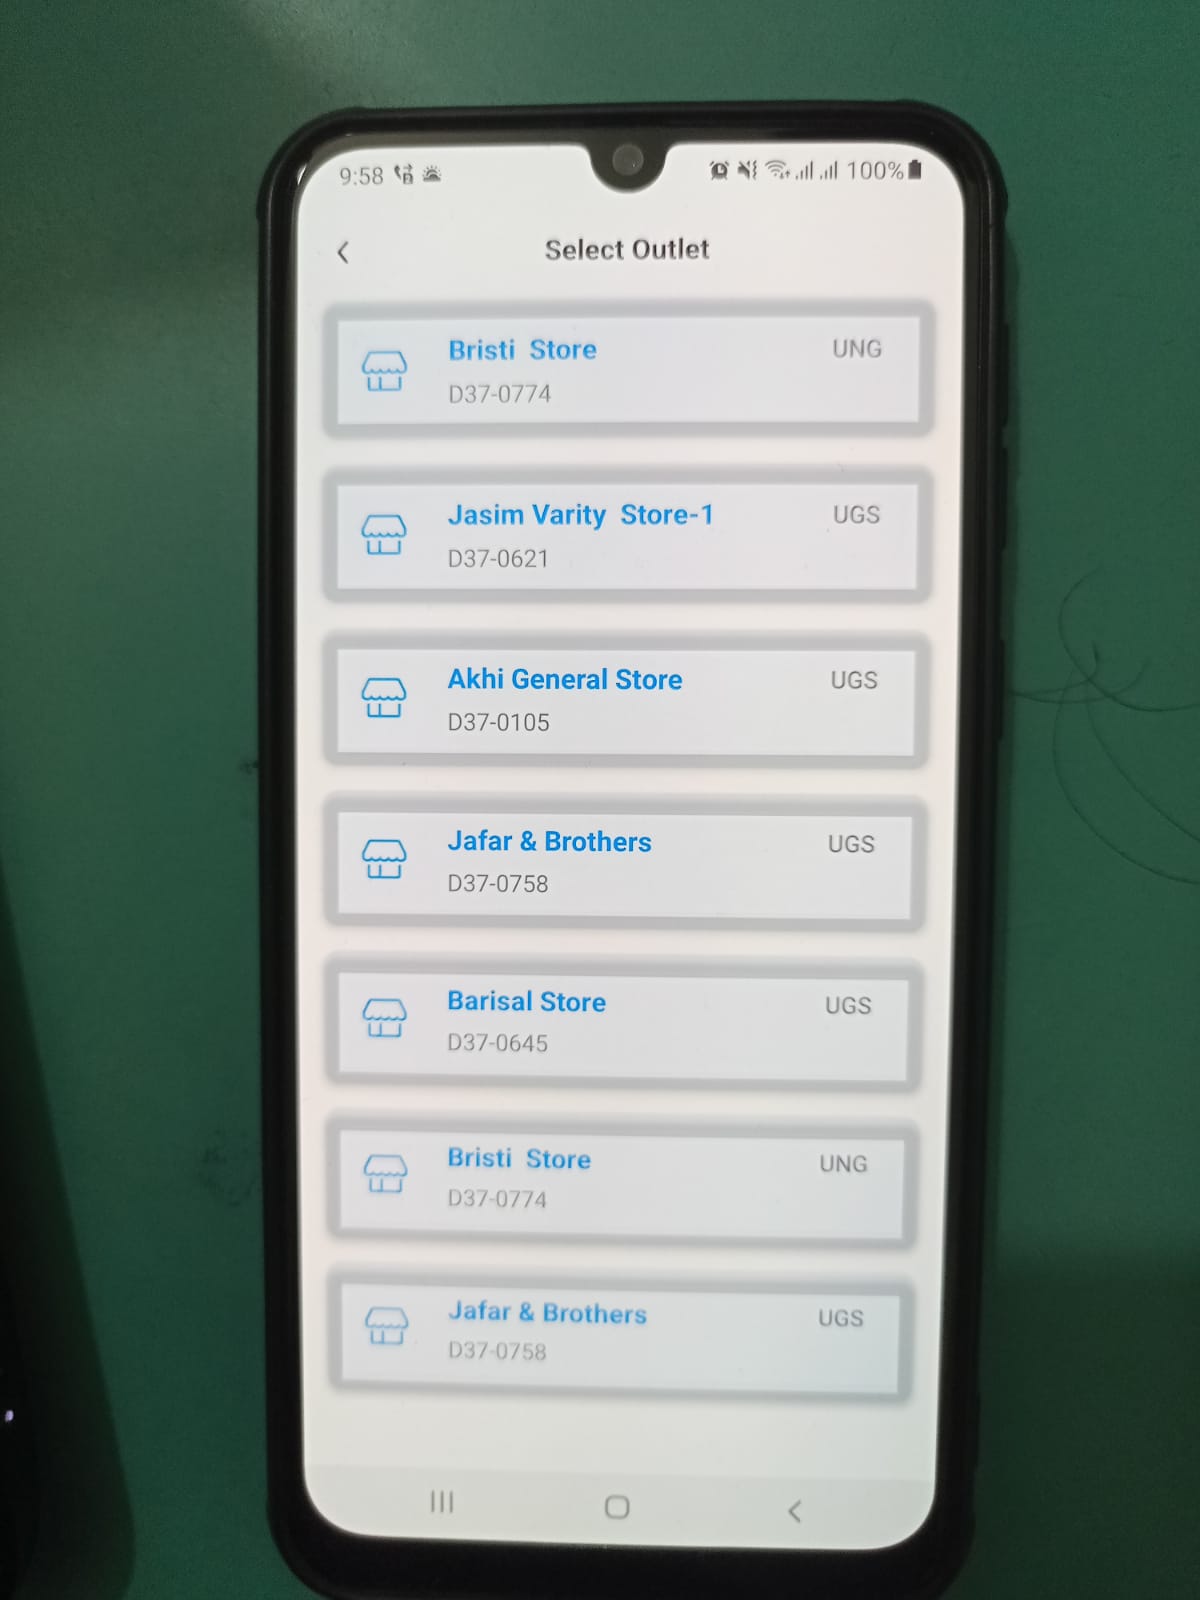 9:58 100%
Select Outlet
Bristi Store UNG
D37-0774
Jasim Varity Store-1 UGS
D37-0621
Akhi General Store UGS
D37-0105
Jafar & Brothers UGS
D37-0758
Barisal Store UGS
D37-0645
Bristi Store UNG
D37-0774
Jafar & Brothers UGS
D37-0758